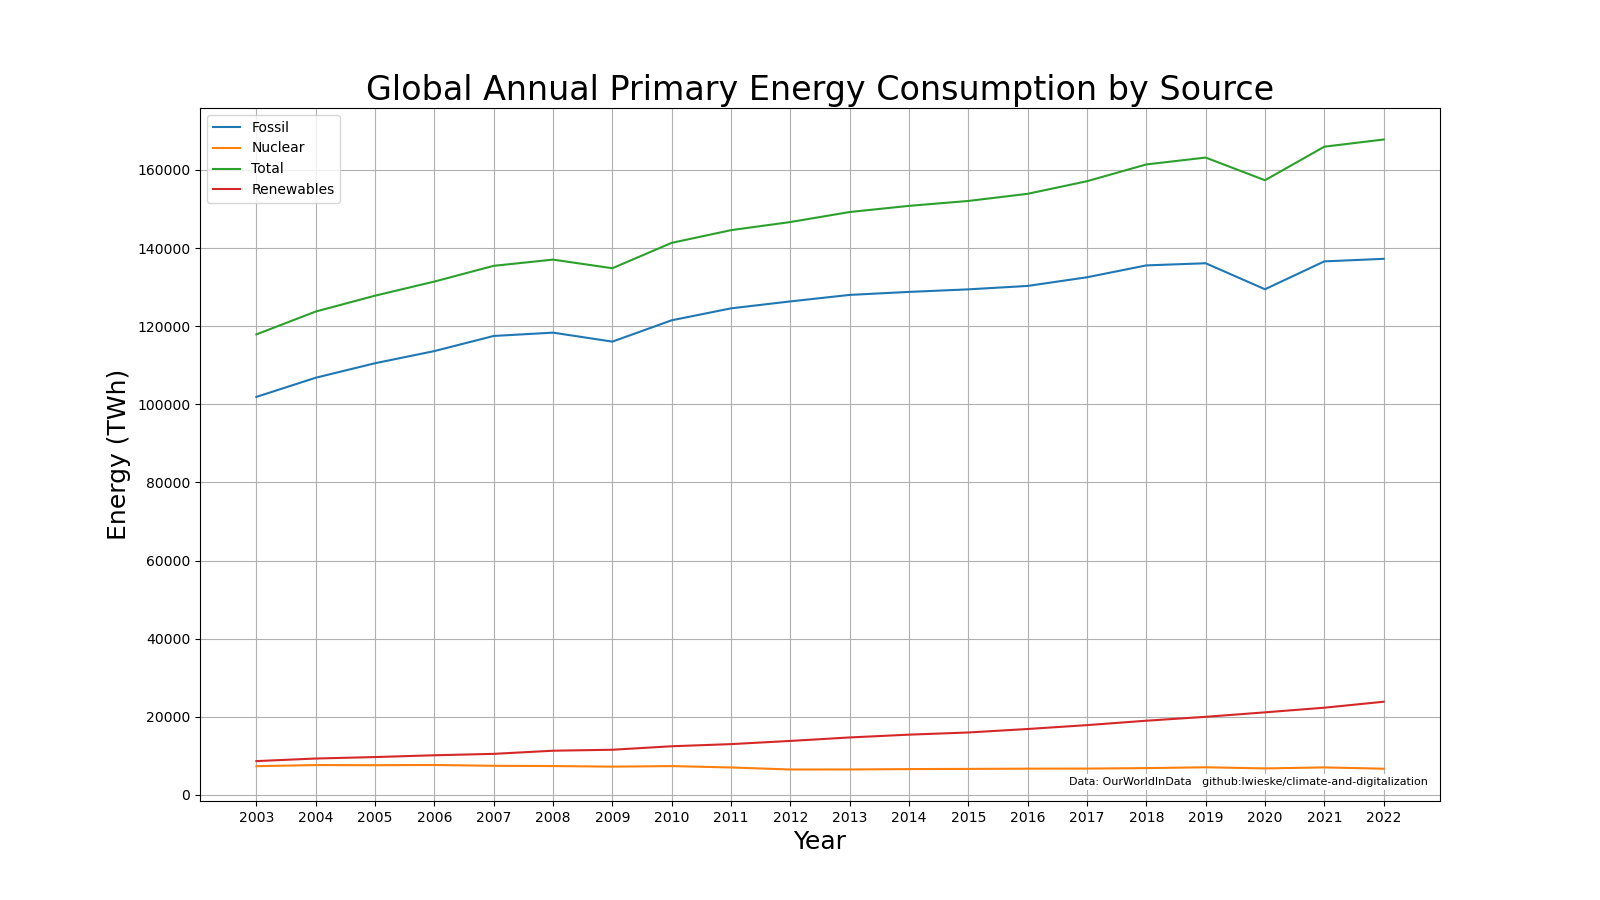 Global Annual Primary Energy Consumption by Source
Fossil
Nuclear
Total
Renewables
160000
140000
120000
100000
80000
60000
40000
20000
0
Energy (TWh)
Data: OurWorldInData github:lwieske/climate-and-digitalization
2003 2004 2005 2006 2007 2008 2009 2010 2011 2012 2013 2014 2015 2016 2017 2018 2019 2020 2021 2022
Year